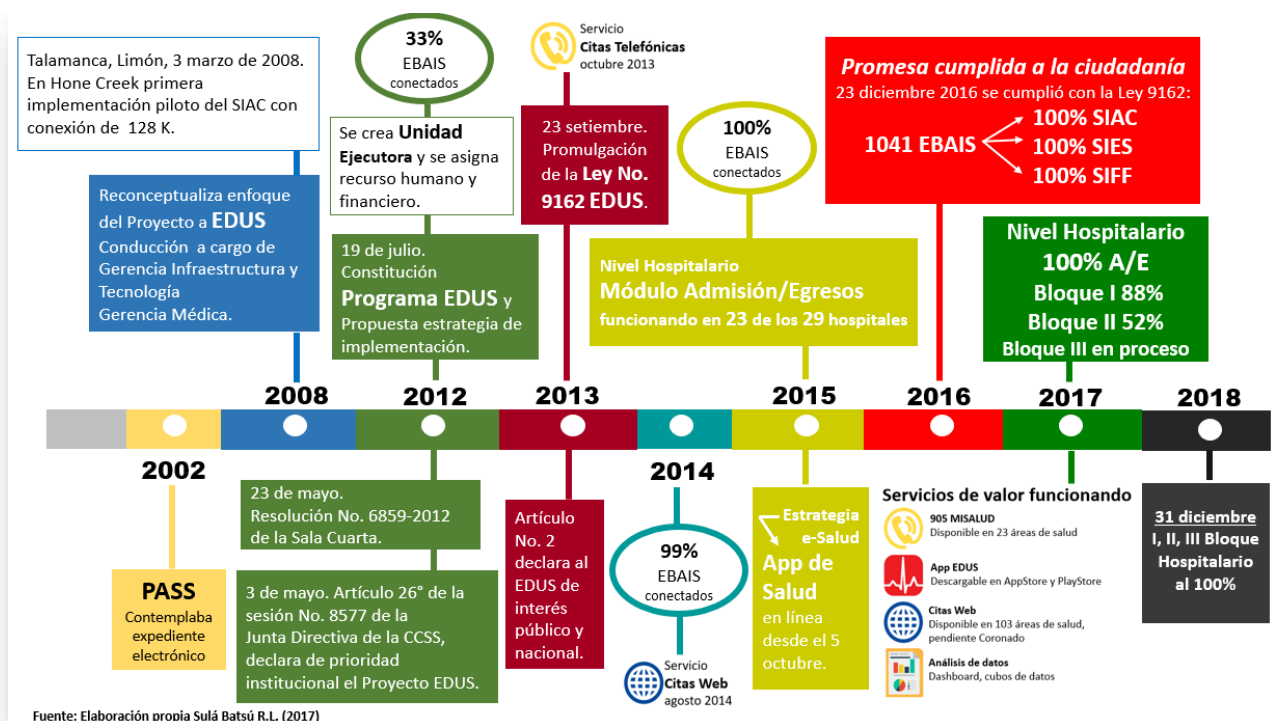 Talamanca, Limón, 3 marzo de 2008.
En Hone Creek primera
implementación piloto del SIAC con
conexión de 128 K.
Reconceptualiza enfoque
del Proyecto a EDUS
Conducción a cargo de
Gerencia Infraestructura y
Tecnología
Gerencia Médica.
33%
EBAIS
conectados
Se crea Unidad
Ejecutora y se asigna
recurso humano y
financiero.
19 de julio.
Constitución
Programa EDUS y
Propuesta estrategia de
implementación.
Servicio
Citas Telefónicas
octubre 2013
23 setiembre.
Promulgación
de la Ley No.
9162 EDUS.
100%
EBAIS
conectados
Nivel Hospitalario
Módulo Admisión/Egresos
funcionando en 23 de los 29 hospitales
Promesa cumplida a la ciudadanía
23 diciembre 2016 se cumplió con la Ley 9162:
1041 EBAIS
100% SIAC
100% SIES
100% SIFF
Nivel Hospitalario
100% A/E
Bloque I 88%
Bloque II 52%
Bloque III en proceso
2008
2012
2013
2015
2016
2017
2018
2002
2014
PASS
Contemplaba
expediente
electrónico
23 de mayo.
Resolución No. 6859-2012
de la Sala Cuarta.
3 de mayo. Artículo 26° de la
sesión No. 8577 de la
Junta Directiva de la CCSS,
declara de prioridad
institucional el Proyecto EDUS.
Artículo
No. 2
declara al
EDUS de
interés
público y
nacional.
99%
EBAIS
conectados
Servicio
Citas Web
agosto 2014
Estrategia
e-Salud
App de
Salud
en línea
desde el 5
octubre.
Servicios de valor funcionando
905 MISALUD
Disponible en 23 áreas de salud
App EDUS
Descargable en AppStore y PlayStore
Citas Web
Disponible en 103 áreas de salud,
pendiente Coronado
Análisis de datos
Dashboard, cubos de datos
31 diciembre
I, II, III Bloque
Hospitalario
al 100%
Fuente: Elaboración propia Sulá Batsú R.L. (2017)